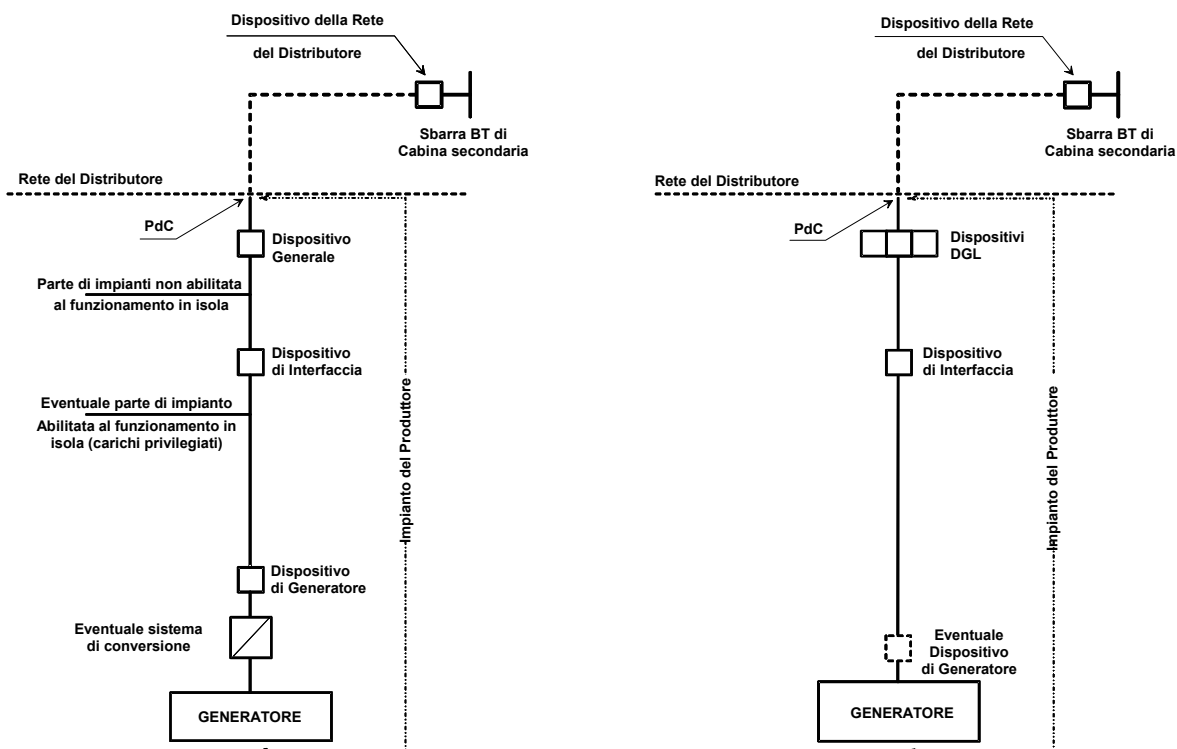 Dispositivo della Rete
del Distributore
Sbarra BT di
Cabina secondaria
Rete del Distributore
PdC
Dispositivo
Generale
Parte di impianti non abilitata
al funzionamento in isola
Dispositivo
di Interfaccia
Eventuale parte di impianto
Abilitata al funzionamento in
isola (carichi privilegiati)
Impianto del Produttore
Dispositivo
di Generatore
Eventuale sistema
di conversione
GENERATORE
Dispositivo della Rete
del Distributore
Sbarra BT di
Cabina secondaria
Rete del Distributore
PdC
Dispositivi
DGL
Dispositivo
di Interfaccia
Impianto del Produttore
Eventuale
Dispositivo
di Generatore
GENERATORE